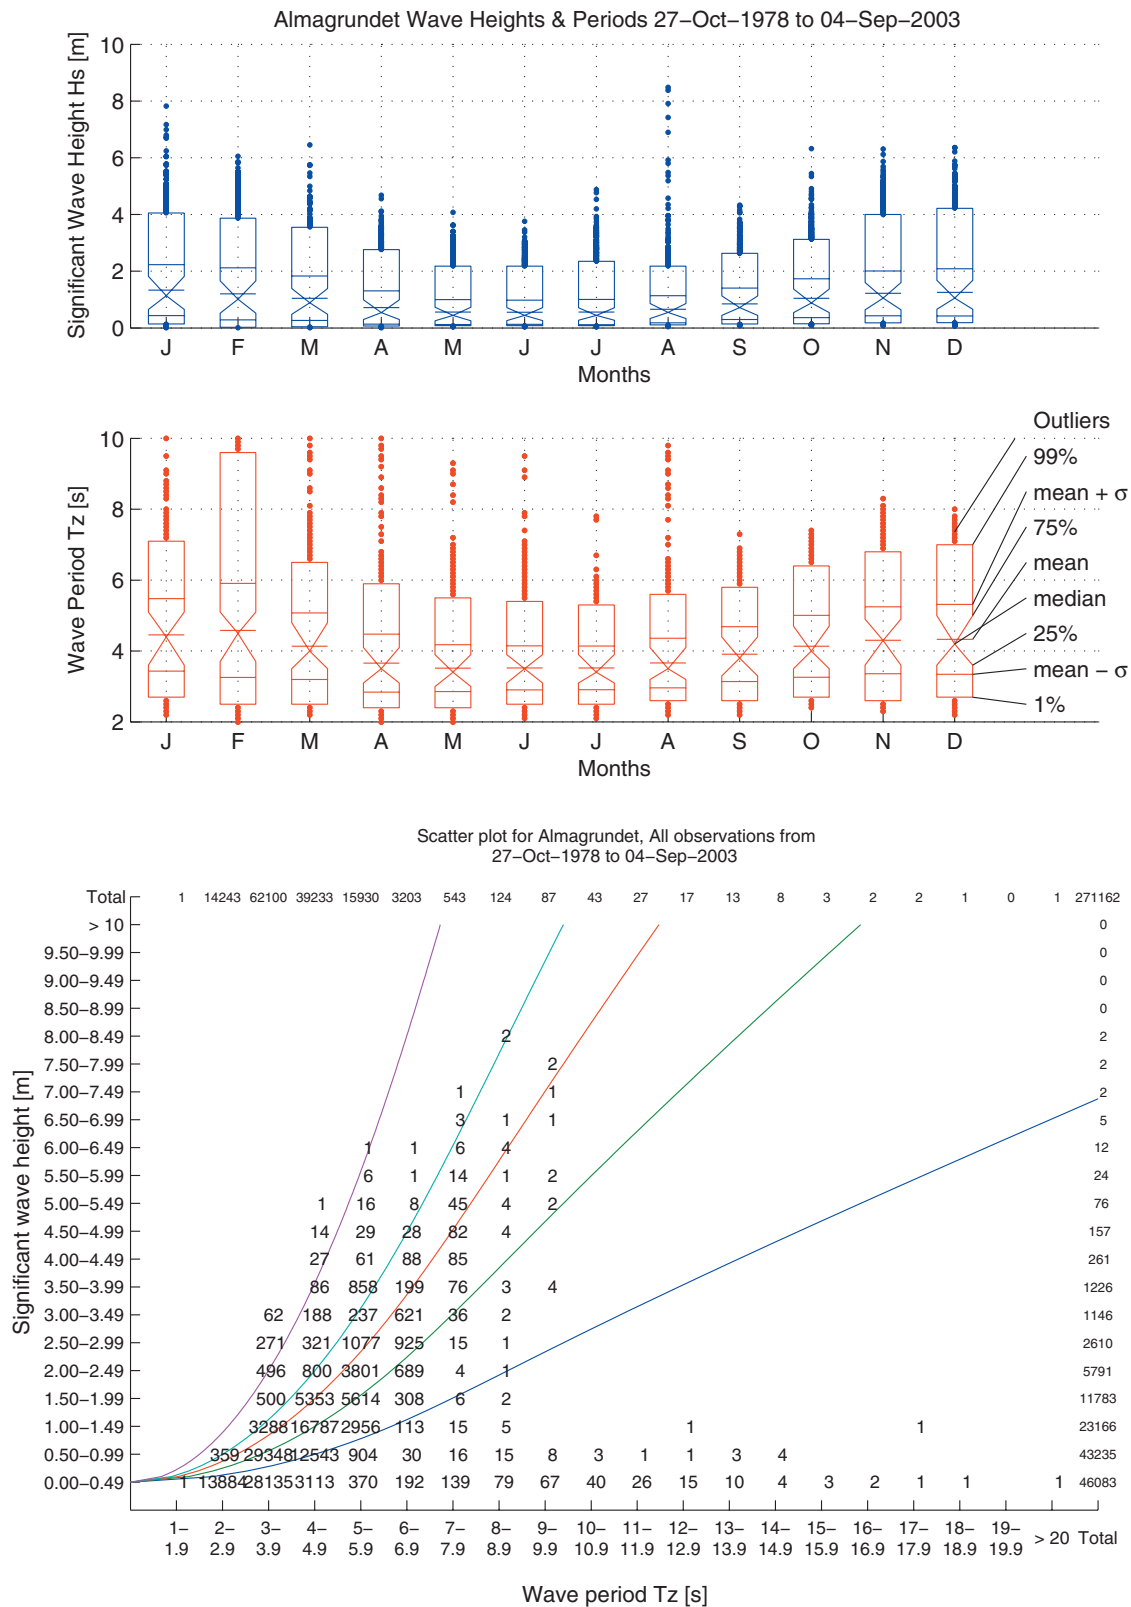 Almagrundet Wave Heights & Periods 27−Oct−1978 to 04−Sep−2003
Significant Wave Height Hs [m]
10
8
6
4
2
0
J F M A M J J A S O N D
Months
Wave Period Tz [s]
10
8
6
4
2
J F M A M J J A S O N D
Months
Outliers
99%
mean + σ
75%
mean
median
25%
mean − σ
1%
Scatter plot for Almagrundet, All observations from
27−Oct−1978 to 04−Sep−2003
Significant wave height [m]
Total 1 14243 62100 39233 15930 3203 543 124 87 43 27 17 13 8 3 2 2 1 0 1 271162
> 10 0
9.50−9.99 0
9.00−9.49 0
8.50−8.99 0
8.00−8.49 2 2
7.50−7.99 2 2
7.00−7.49 1 1 2
6.50−6.99 3 1 1 5
6.00−6.49 1 1 6 4 12
5.50−5.99 6 1 14 1 2 24
5.00−5.49 1 16 8 45 4 2 76
4.50−4.99 14 29 28 82 4 157
4.00−4.49 27 61 88 85 261
3.50−3.99 86 858 199 76 3 4 1226
3.00−3.49 62 188 237 621 36 2 1146
2.50−2.99 271 321 1077 925 15 1 2610
2.00−2.49 496 800 3801 689 4 1 5791
1.50−1.99 500 5353 5614 308 6 2 11783
1.00−1.49 3288 16787 2956 113 15 5 1 1 23166
0.50−0.99 359 29348 12543 904 30 16 15 8 3 1 1 3 4 43235
0.00−0.49 1 13884 28135 3113 370 192 139 79 67 40 26 15 10 4 3 2 1 1 1 46083
1− 2− 3− 4− 5− 6− 7− 8− 9− 10− 11− 12− 13− 14− 15− 16− 17− 18− 19−
1.9 2.9 3.9 4.9 5.9 6.9 7.9 8.9 9.9 10.9 11.9 12.9 13.9 14.9 15.9 16.9 17.9 18.9 19.9 > 20 Total
Wave period Tz [s]